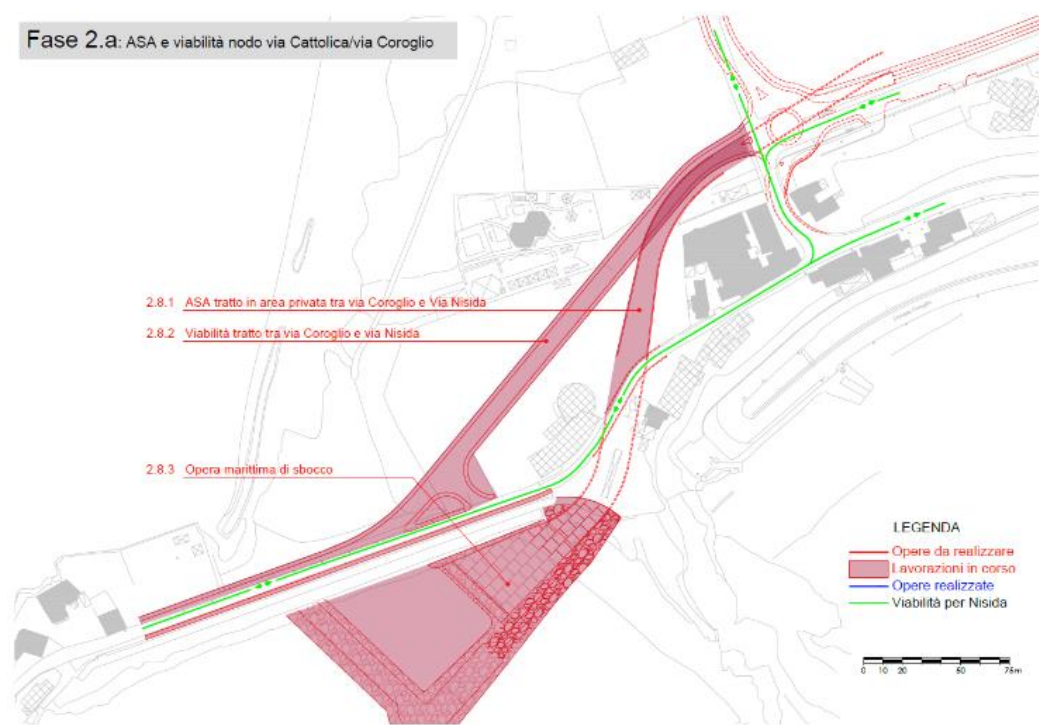 Fase 2.a: ASA e viabilità nodo via Cattolica/via Coroglio
2.8.1 ASA tratto in area privata tra via Coroglio e Via Nisida
2.8.2 Viabilità tratto tra via Coroglio e via Nisida
2.8.3 Opera marittima di sbocco
LEGENDA
Opere da realizzare
Lavorazioni in corso
Opere realizzate
Viabilità per Nisida
0 10 20 50 75m